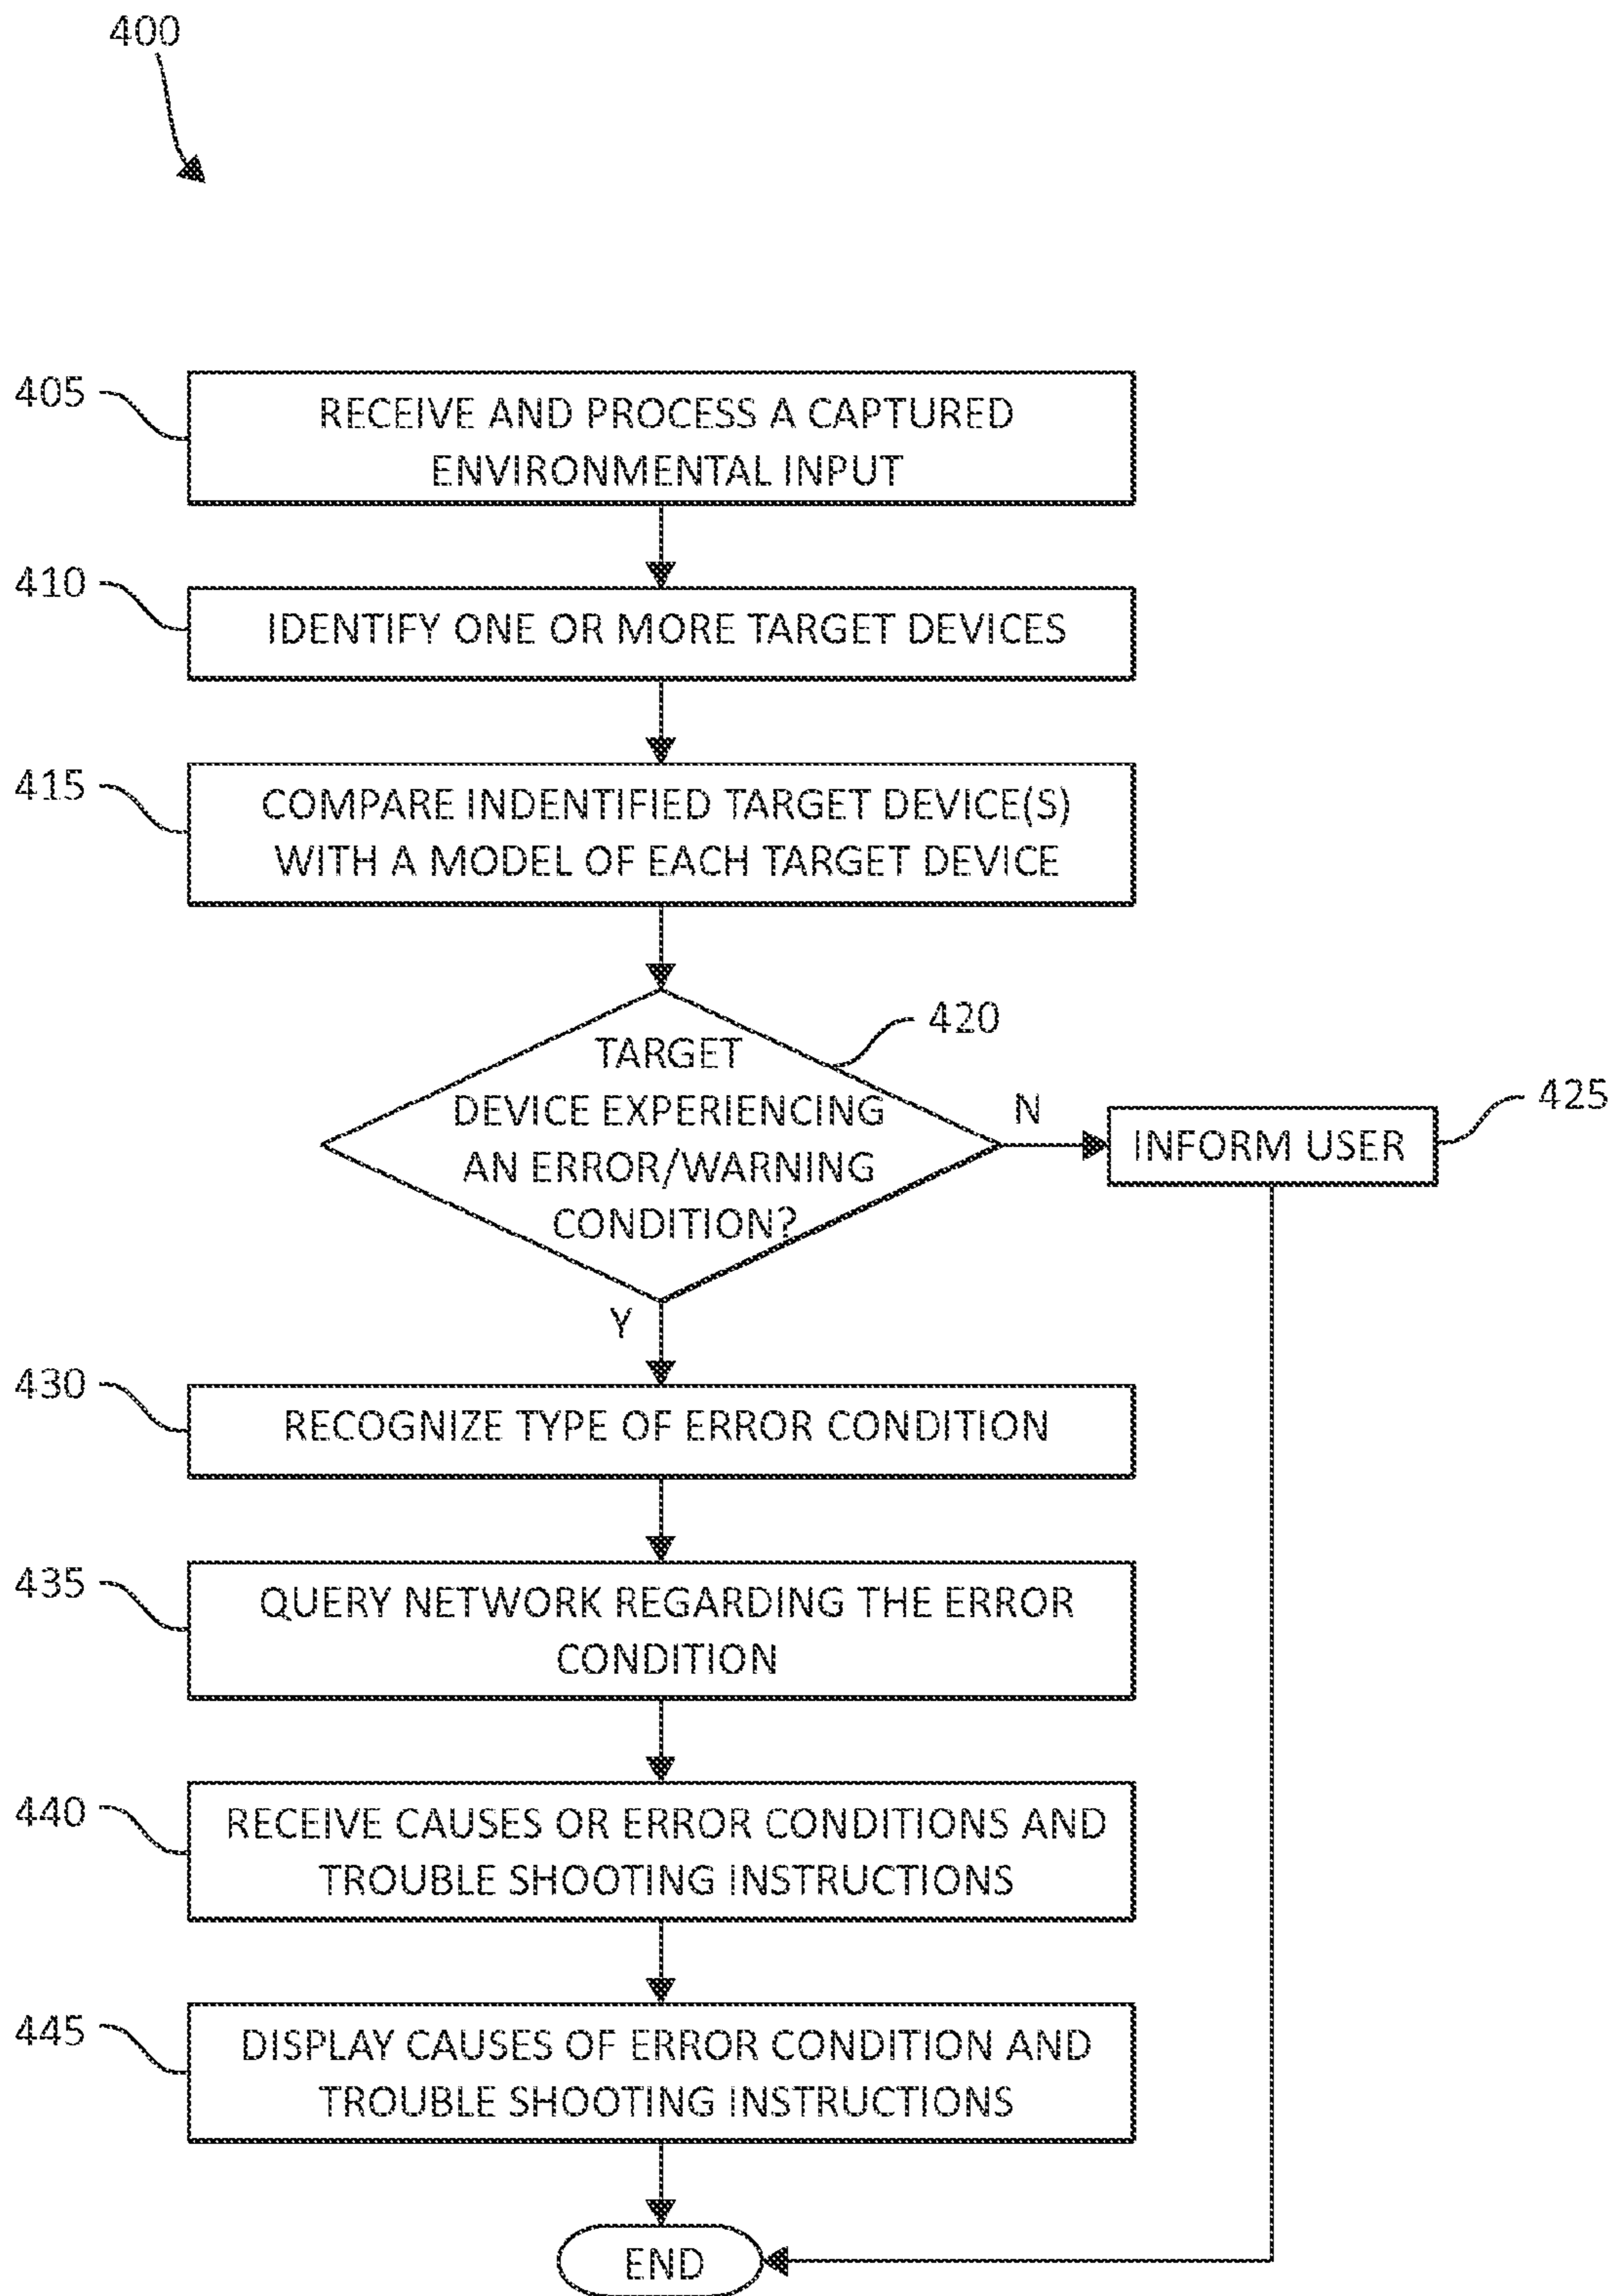 400
405
RECEIVE AND PROCESS A CAPTURED
ENVIRONMENTAL INPUT
410
IDENTIFY ONE OR MORE TARGET DEVICES
415
COMPARE INDENTIFIED TARGET DEVICE(S)
WITH A MODEL OF EACH TARGET DEVICE
420
TARGET
DEVICE EXPERIENCING
AN ERROR/WARNING
CONDITION?
N
425
INFORM USER
Y
430
RECOGNIZE TYPE OF ERROR CONDITION
435
QUERY NETWORK REGARDING THE ERROR
CONDITION
440
RECEIVE CAUSES OR ERROR CONDITIONS AND
TROUBLE SHOOTING INSTRUCTIONS
445
DISPLAY CAUSES OF ERROR CONDITION AND
TROUBLE SHOOTING INSTRUCTIONS
END